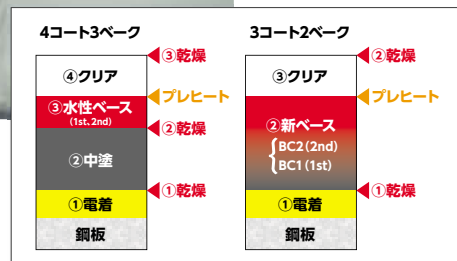 4コート3ベーク
③乾燥
④クリア
プレヒート
③水性ベース
(1st、2nd)
②乾燥
②中塗
①乾燥
①電着
鋼板
3コート2ベーク
②乾燥
③クリア
プレヒート
②新ベース
BC2(2nd)
BC1(1st)
①乾燥
①電着
鋼板